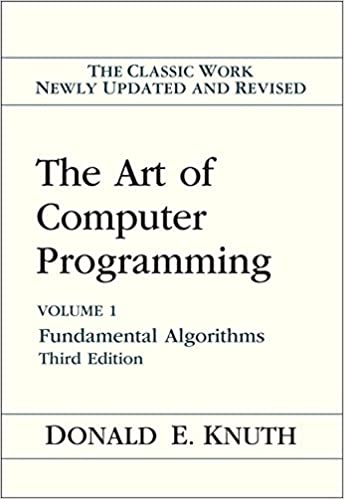 THE CLASSIC WORK
NEWLY UPDATED AND REVISED
The Art of
Computer
Programming
VOLUME 1
Fundamental Algorithms
Third Edition
DONALD E. KNUTH